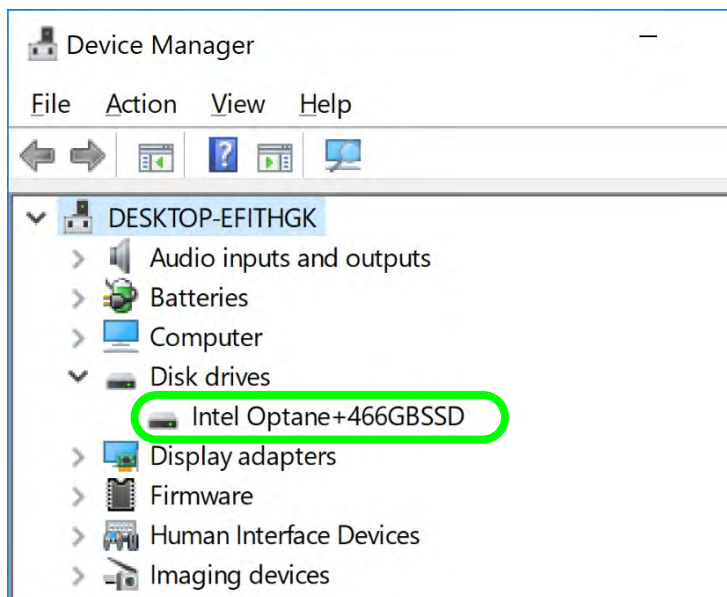 Device Manager
File Action View Help
DESKTOP-EFITHGK
Audio inputs and outputs
Batteries
Computer
Disk drives
Intel Optane+466GBSSD
Display adapters
Firmware
Human Interface Devices
Imaging devices